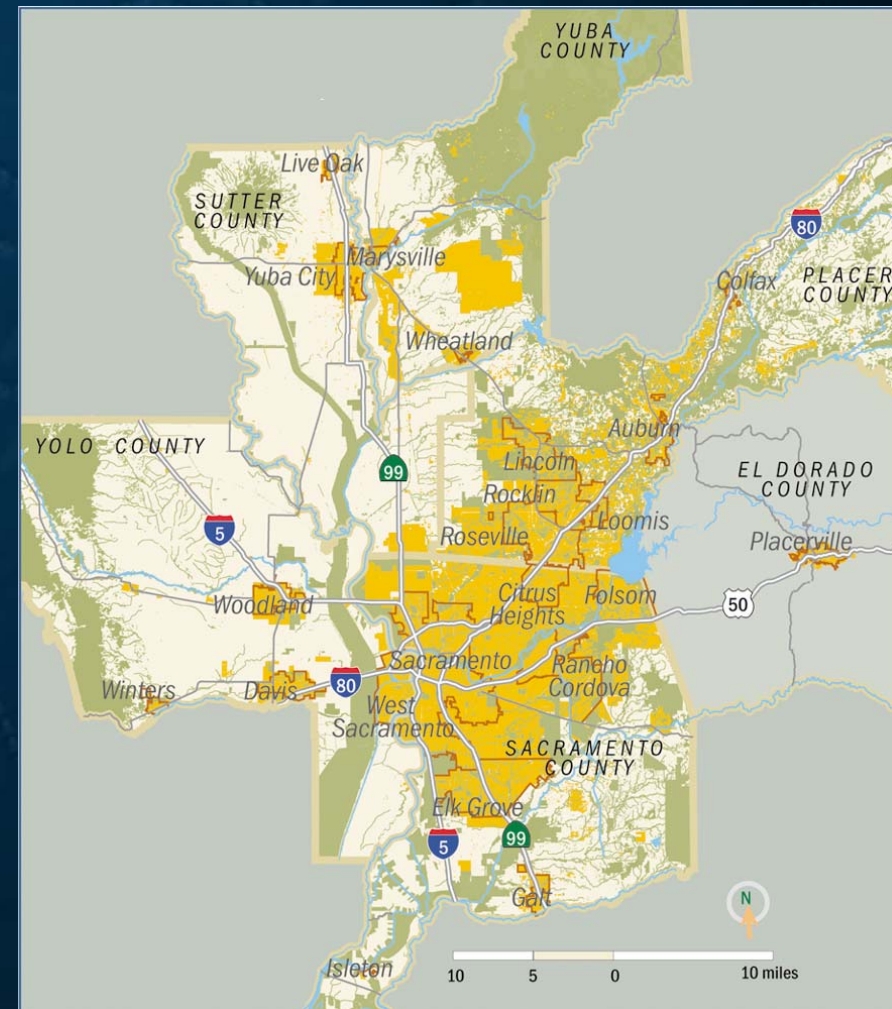 YUBA
COUNTY
Live Oak
SUTTER
COUNTY
80
Marysville
Yuba City
Colfax
PLACER
COUNTY
Wheatland
Auburn
YOLO COUNTY
99
Lincoln
EL DORADO
COUNTY
Rocklin
5
Loomis
Roseville
Placerville
Citrus
Heights
Folsom
50
Woodland
Sacramento
Rancho
Cordova
Winters
Davis
80
West
Sacramento
SACRAMENTO
COUNTY
Elk Grove
5
99
Galt
N
Isleton
10 5 0 10 miles